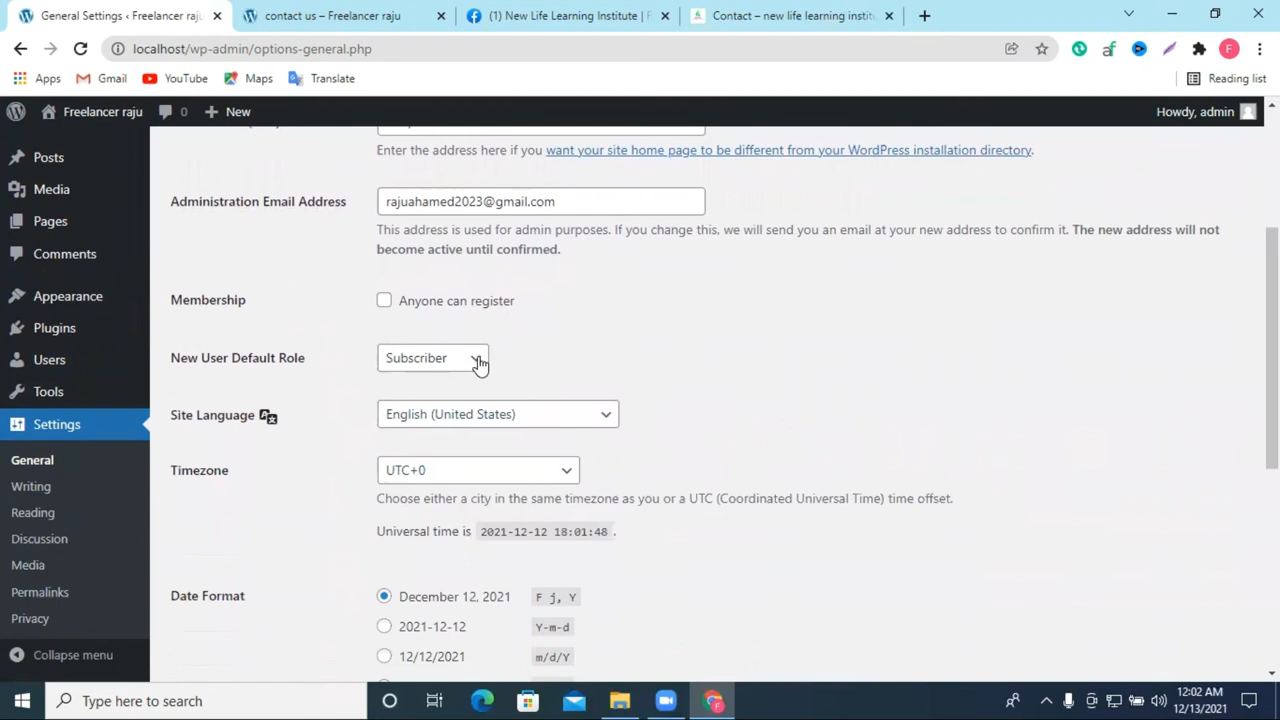 General Settings ‹ Freelancer raju
contact us – Freelancer raju
(1) New Life Learning Institute |
Contact – new life learning instit
localhost/wp-admin/options-general.php
F
Apps
Gmail
YouTube
Maps
Translate
Reading list
Freelancer raju
0
New
Howdy, admin
Posts
Media
Pages
Comments
Appearance
Plugins
Users
Tools
Settings
General
Writing
Reading
Discussion
Media
Permalinks
Privacy
Collapse menu
Enter the address here if you want your site home page to be different from your WordPress installation directory.
Administration Email Address
rajuahamed2023@gmail.com
This address is used for admin purposes. If you change this, we will send you an email at your new address to confirm it. The new address will not
become active until confirmed.
Membership
Anyone can register
New User Default Role
Subscriber
Site Language
English (United States)
Timezone
UTC+0
Choose either a city in the same timezone as you or a UTC (Coordinated Universal Time) time offset.
Universal time is 2021-12-12 18:01:48 .
Date Format
December 12, 2021 F j, Y
2021-12-12 Y-m-d
12/12/2021 m/d/Y
Type here to search
12:02 AM
12/13/2021